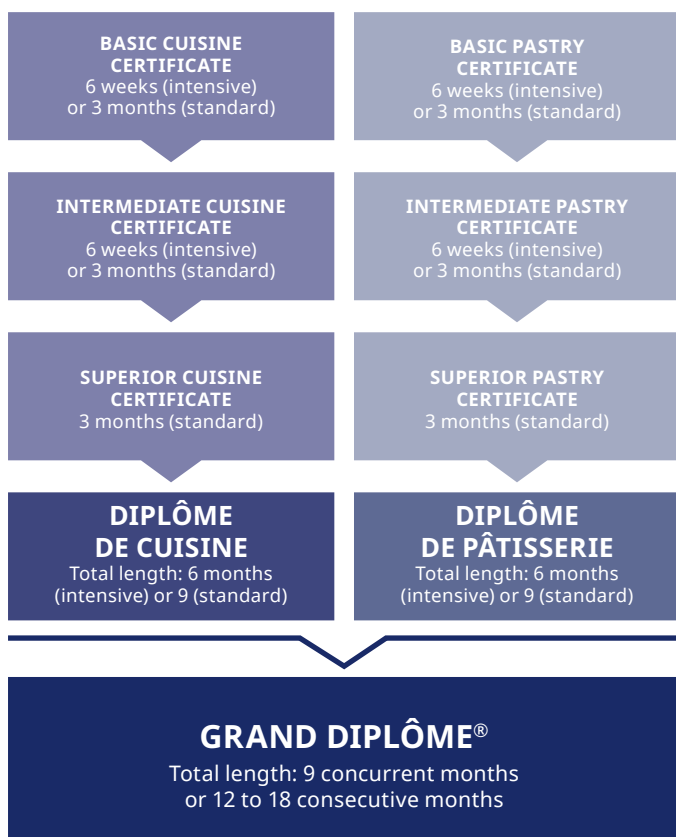 BASIC CUISINE
CERTIFICATE
6 weeks (intensive)
or 3 months (standard)
BASIC PASTRY
CERTIFICATE
6 weeks (intensive)
or 3 months (standard)
INTERMEDIATE CUISINE
CERTIFICATE
6 weeks (intensive)
or 3 months (standard)
INTERMEDIATE PASTRY
CERTIFICATE
6 weeks (intensive)
or 3 months (standard)
SUPERIOR CUISINE
CERTIFICATE
3 months (standard)
SUPERIOR PASTRY
CERTIFICATE
3 months (standard)
DIPLÔME
DE CUISINE
Total length: 6 months
(intensive) or 9 (standard)
DIPLÔME
DE PÂTISSERIE
Total length: 6 months
(intensive) or 9 (standard)
GRAND DIPLÔME®
Total length: 9 concurrent months
or 12 to 18 consecutive months